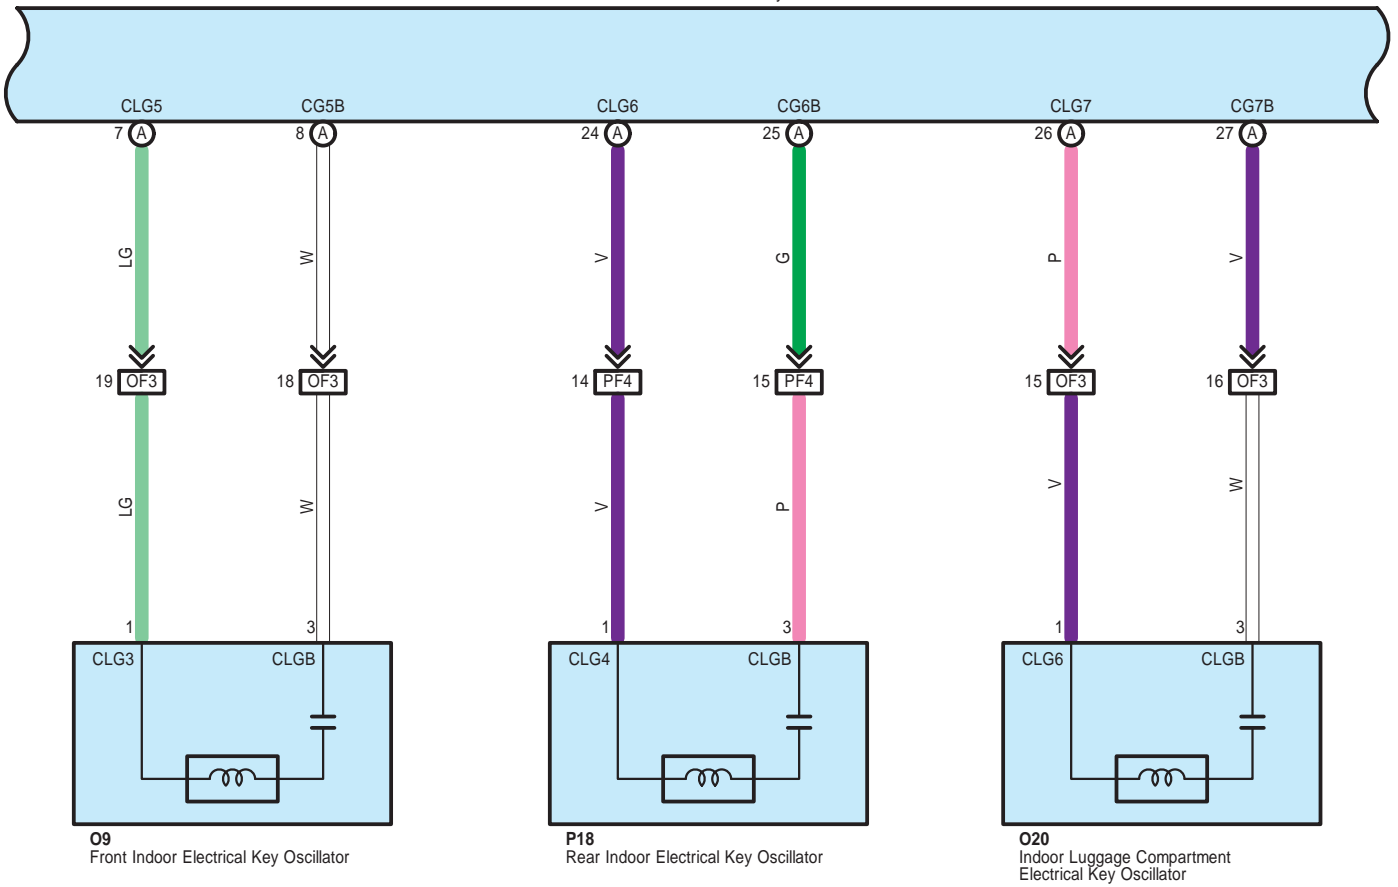 CLG5 CG5B CLG6 CG6B CLG7 CG7B
7 A 8 A 24 A 25 A 26 A 27 A
LG W V G P V
19 OF3 18 OF3 14 PF4 15 PF4 15 OF3 16 OF3
LG W V P V W
1 3 1 3 1 3
CLG3 CLGB CLG4 CLGB CLG6 CLGB
O9 P18 O20
Front Indoor Electrical Key Oscillator Rear Indoor Electrical Key Oscillator Indoor Luggage Compartment
Electrical Key Oscillator